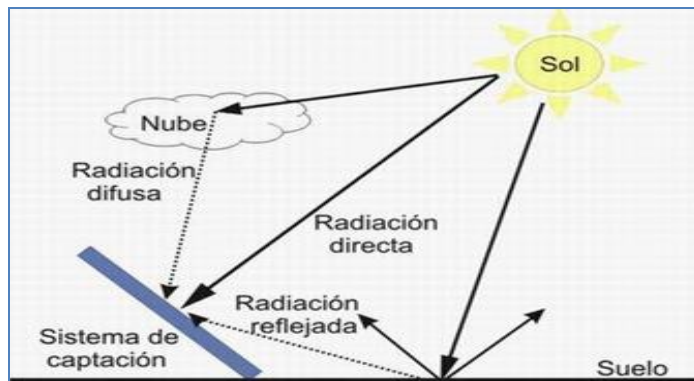 Sol
Nube
Radiación
difusa
Radiación
directa
Radiación
reflejada
Sistema de
captación
Suelo